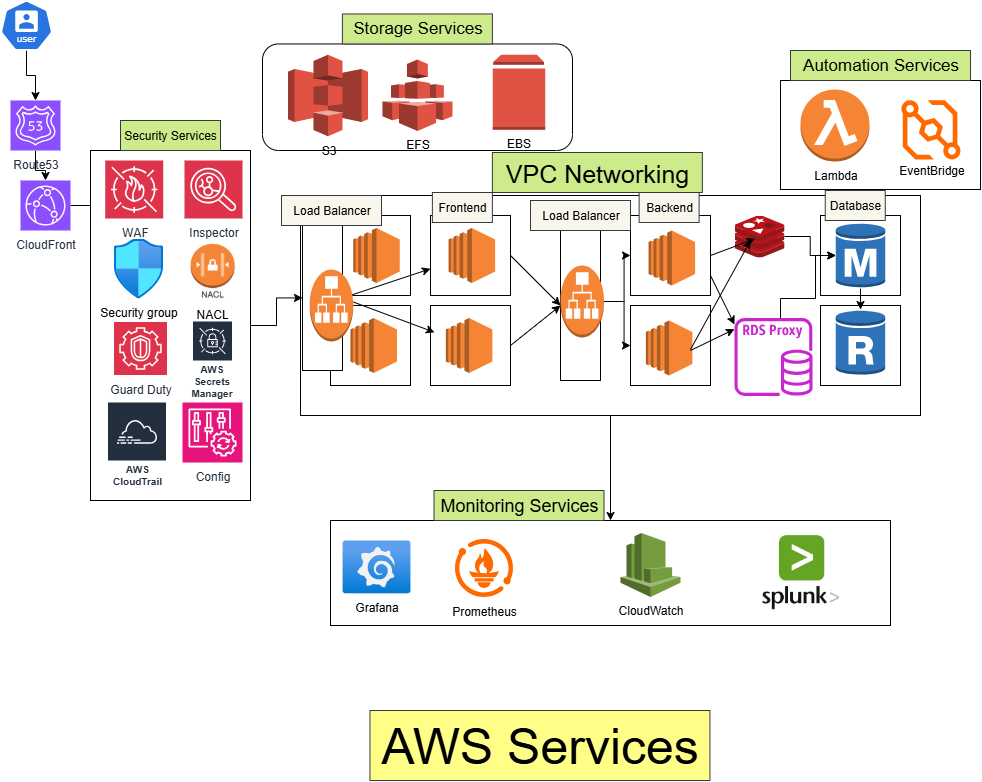 user
Storage Services
Automation Services
53
Route53
Security Services
S3
EFS
EBS
Lambda
EventBridge
VPC Networking
CloudFront
WAF
Inspector
Load Balancer
Frontend
Load Balancer
Backend
Database
M
NACL
Security group
NACL
RDS Proxy
R
Guard Duty
AWS
Secrets
Manager
AWS
CloudTrail
Config
Monitoring Services
Grafana
Prometheus
CloudWatch
>
splunk>
AWS Services